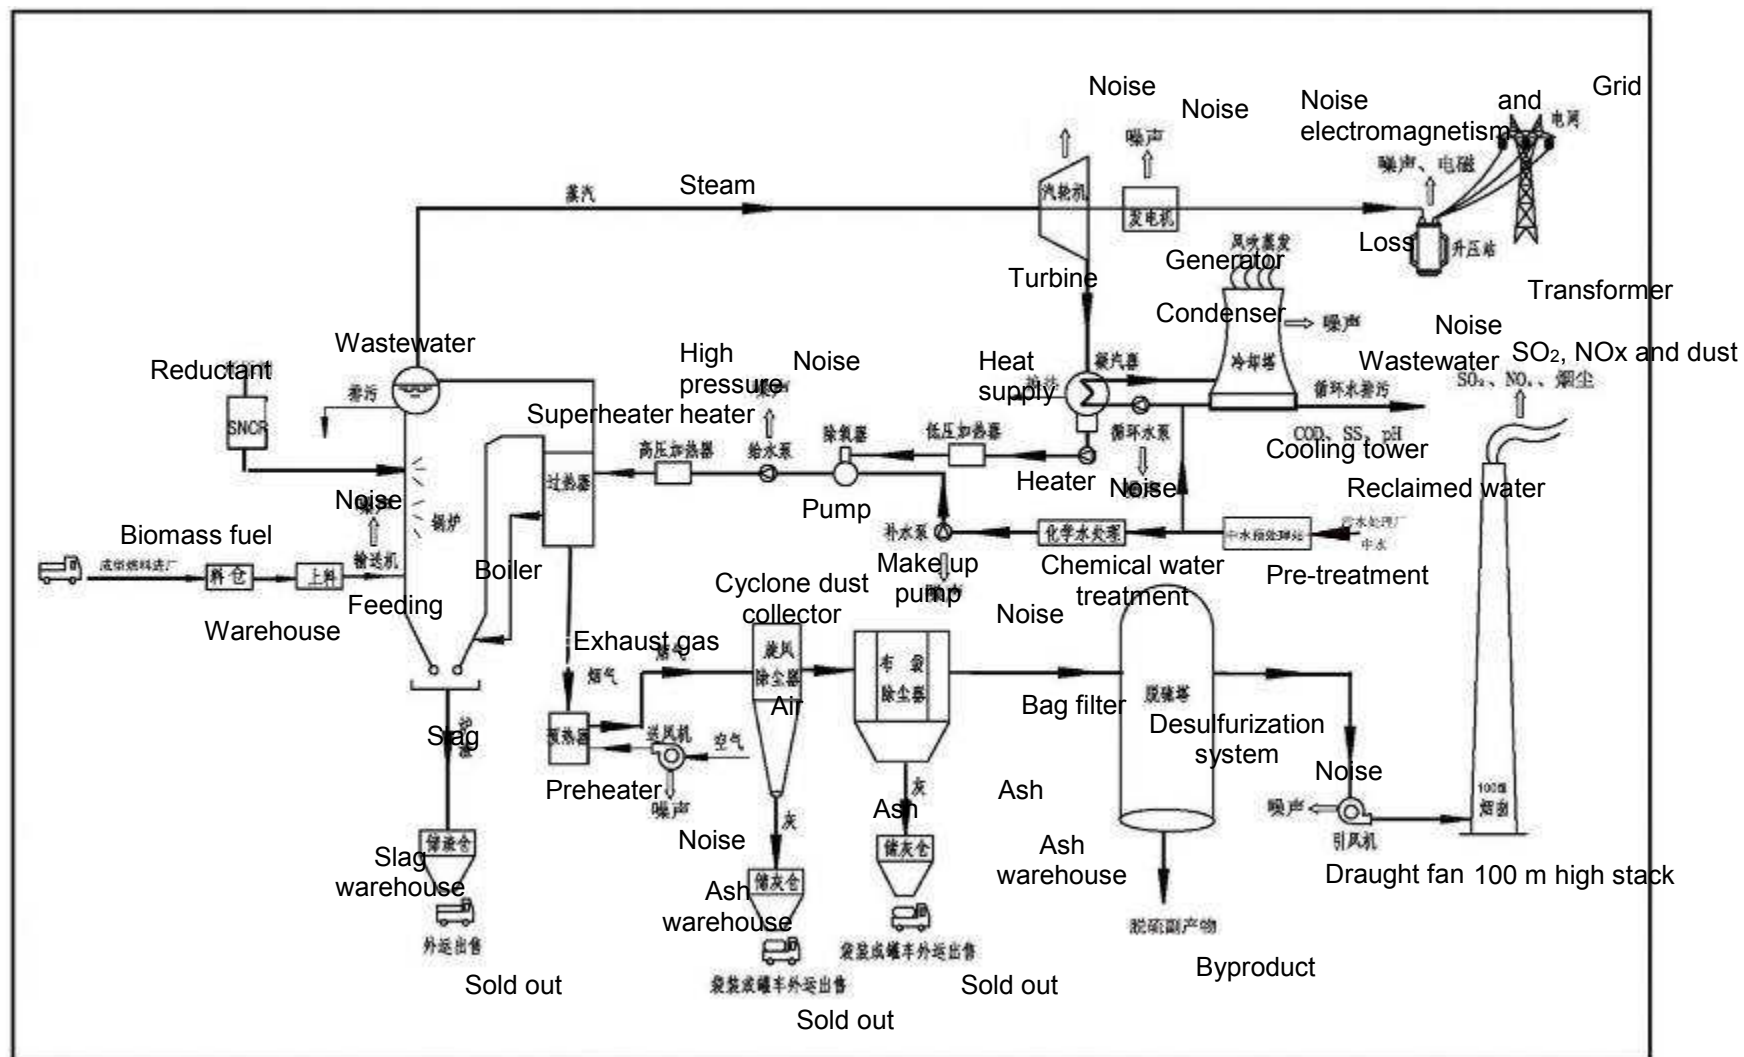 Noise
Noise
Noise and
electromagnetism
Grid
电网
噪声
噪声、电磁
蒸汽
Steam
汽轮机
发电机
Loss
风吹蒸发
升压站
Generator
Turbine
Transformer
Condenser
噪声
Noise
Wastewater
Reductant
High
pressure
heater
Noise
Heat
supply
凝汽器
冷却塔
Wastewater
SO₂, NOx and dust
SO₂、NOₓ、烟尘
循环水排污
排污
SNCR
Superheater
除氧器
低压加热器
循环水泵
COD、SS、pH
Cooling tower
高压加热器
给水泵
过热器
Noise
锅炉
Pump
Heater
Noise
Reclaimed water
Biomass fuel
输送机
补水泵
化学水处理
中水预处理站
污水处理厂
中水
料仓
上料
Boiler
Feeding
Warehouse
Cyclone dust
collector
Make up
pump
Chemical water
treatment
Pre-treatment
Noise
Exhaust gas
烟气
烟气
旋风
除尘器
布袋
除尘器
脱硫塔
Air
Bag filter
Desulfurization
system
Slag
预热器
送风机
空气
Preheater
噪声
Noise
灰
灰
Ash
Ash
Noise
噪声
引风机
100m
烟囱
储渣仓
Slag
warehouse
储灰仓
Ash
warehouse
储灰仓
Ash
warehouse
Draught fan
100 m high stack
外运出售
袋装或罐车外运出售
袋装或罐车外运出售
脱硫副产物
Byproduct
Sold out
Sold out
Sold out